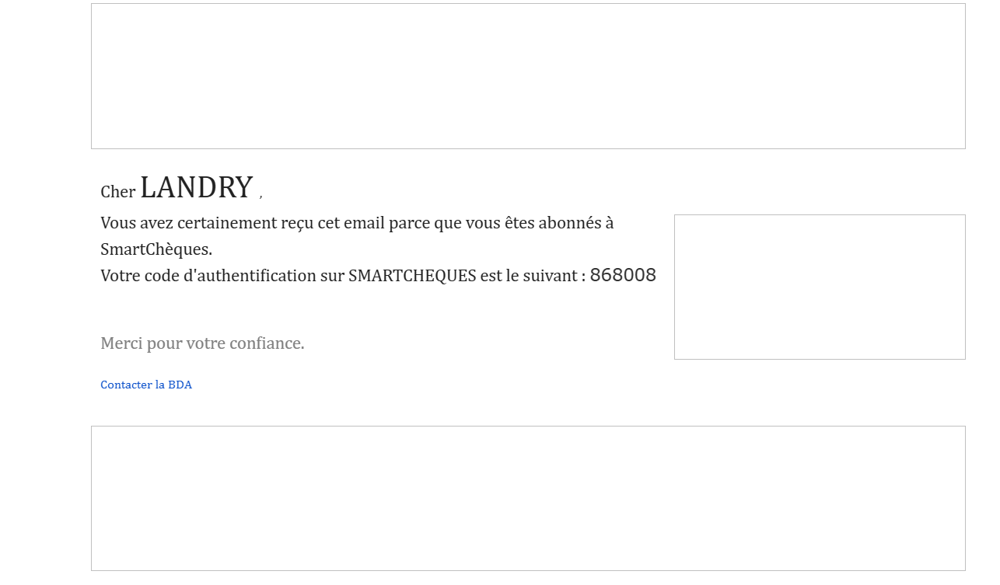 Cher LANDRY ,
Vous avez certainement reçu cet email parce que vous êtes abonnés à
SmartChèques.
Votre code d'authentification sur SMARTCHEQUES est le suivant : 868008
Merci pour votre confiance.
Contacter la BDA